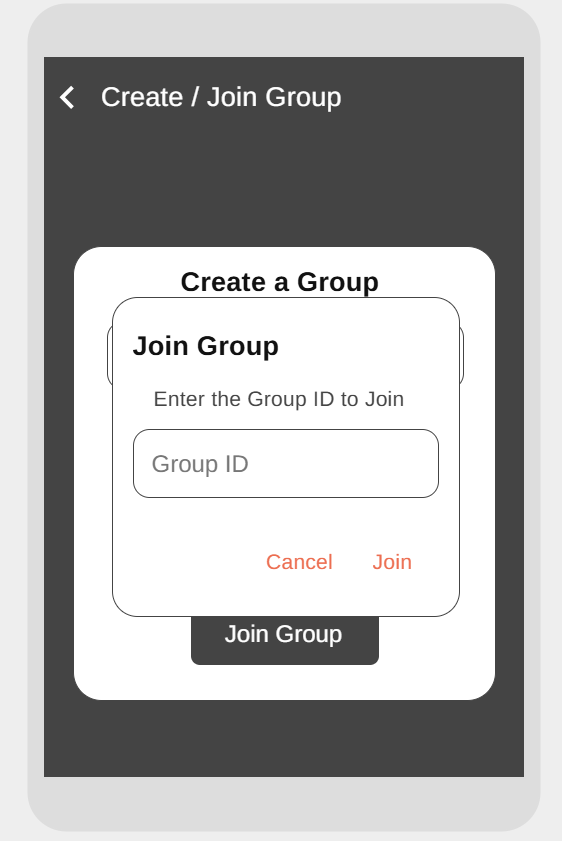 Create / Join Group
Create a Group
Join Group
Enter the Group ID to Join
Group ID
Cancel Join
Join Group